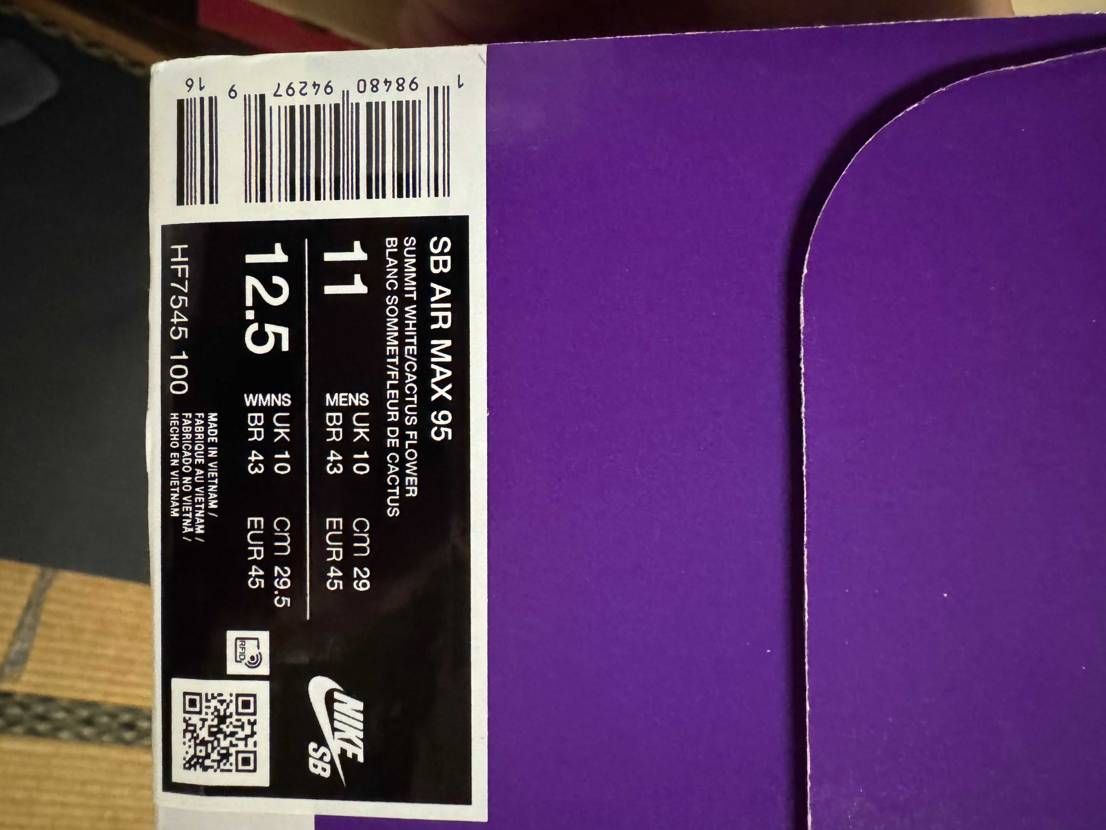 SB AIR MAX 95
SUMMIT WHITE/CACTUS FLOWER
BLANC SOMMET/FLEUR DE CACTUS
11
MENS
UK 10
BR 43
cm 29
EUR 45
12.5
WMNS
UK 10
BR 43
cm 29.5
EUR 45
HF7545 100
MADE IN VIETNAM /
FABRIQUE AU VIETNAM /
FABRICADO NO VIETNÃ /
HECHO EN VIETNAM
RFID
NIKE
SB
1 98480 94297 9 16